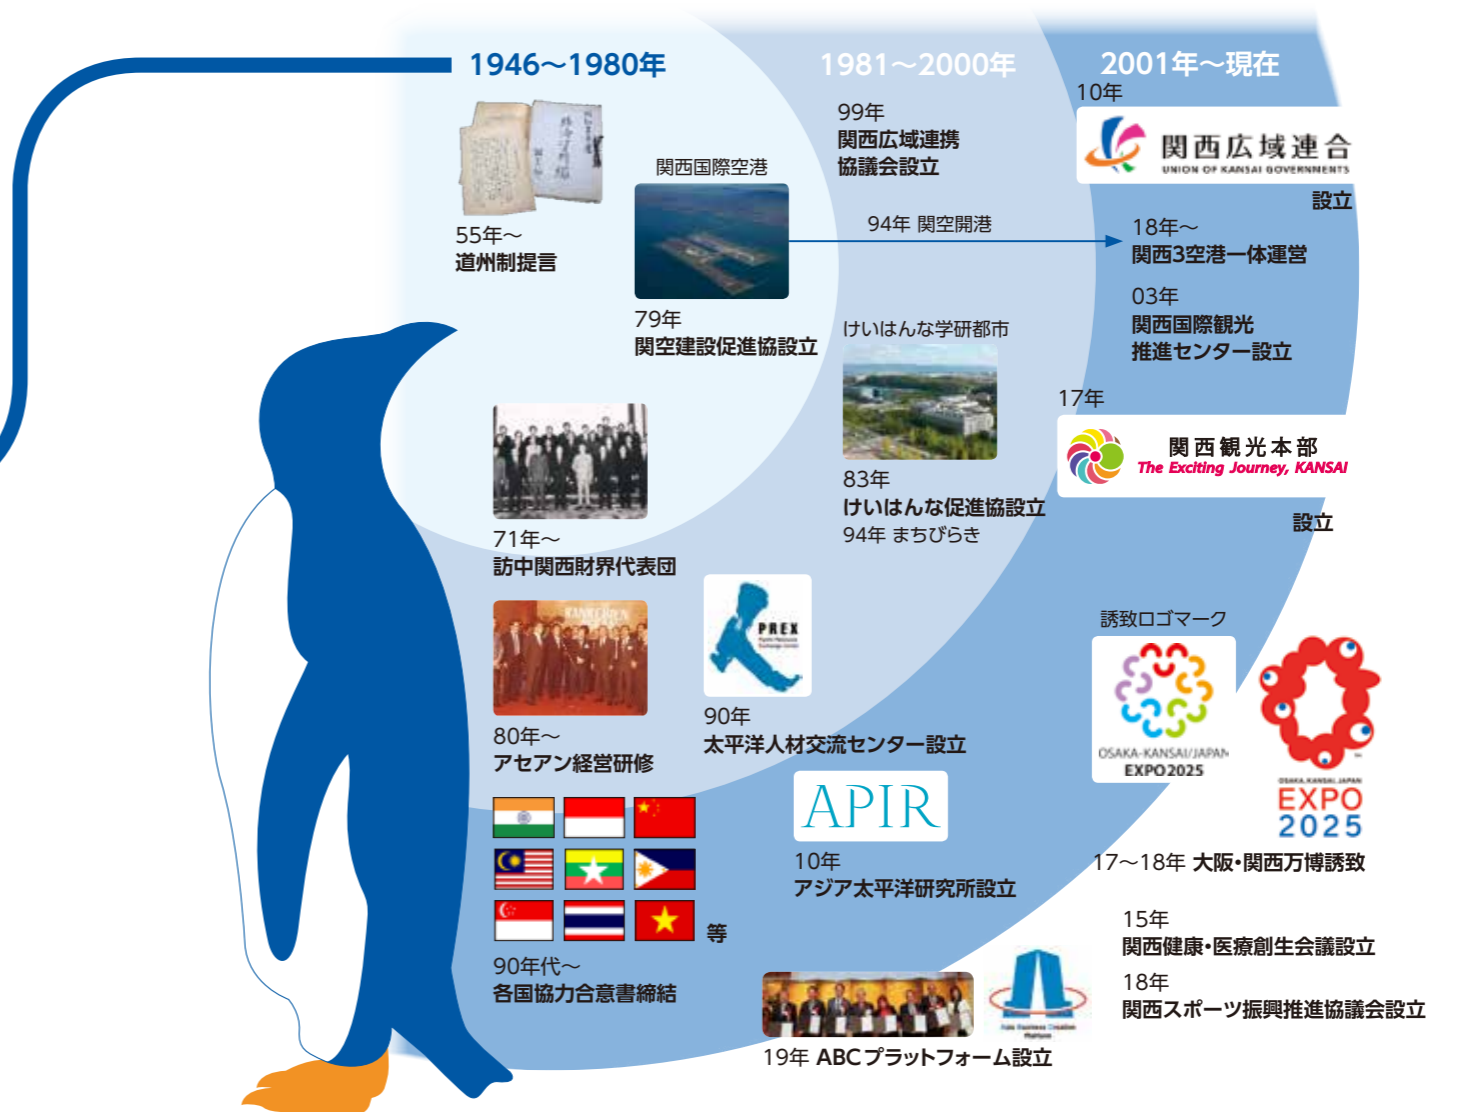 1946～1980年
55年～
道州制提言
関西国際空港
79年
関空建設促進協設立
71年～
訪中関西財界代表団
80年～
アセアン経営研修
等
90年代～
各国協力合意書締結
1981～2000年
99年
関西広域連携
協議会設立
94年 関空開港
けいはんな学研都市
83年
けいはんな促進協設立
94年 まちびらき
PREX
90年
太平洋人材交流センター設立
APIR
10年
アジア太平洋研究所設立
19年 ABCプラットフォーム設立
2001年～現在
10年
関西広域連合
UNION OF KANSAI GOVERNMENTS
設立
18年～
関西3空港一体運営
03年
関西国際観光
推進センター設立
17年
関西観光本部
The Exciting Journey, KANSAI
設立
誘致ロゴマーク
OSAKA-KANSAI/JAPAN
EXPO2025
OSAKA, KANSAI, JAPAN
EXPO
2025
17～18年 大阪・関西万博誘致
15年
関西健康・医療創生会議設立
18年
関西スポーツ振興推進協議会設立